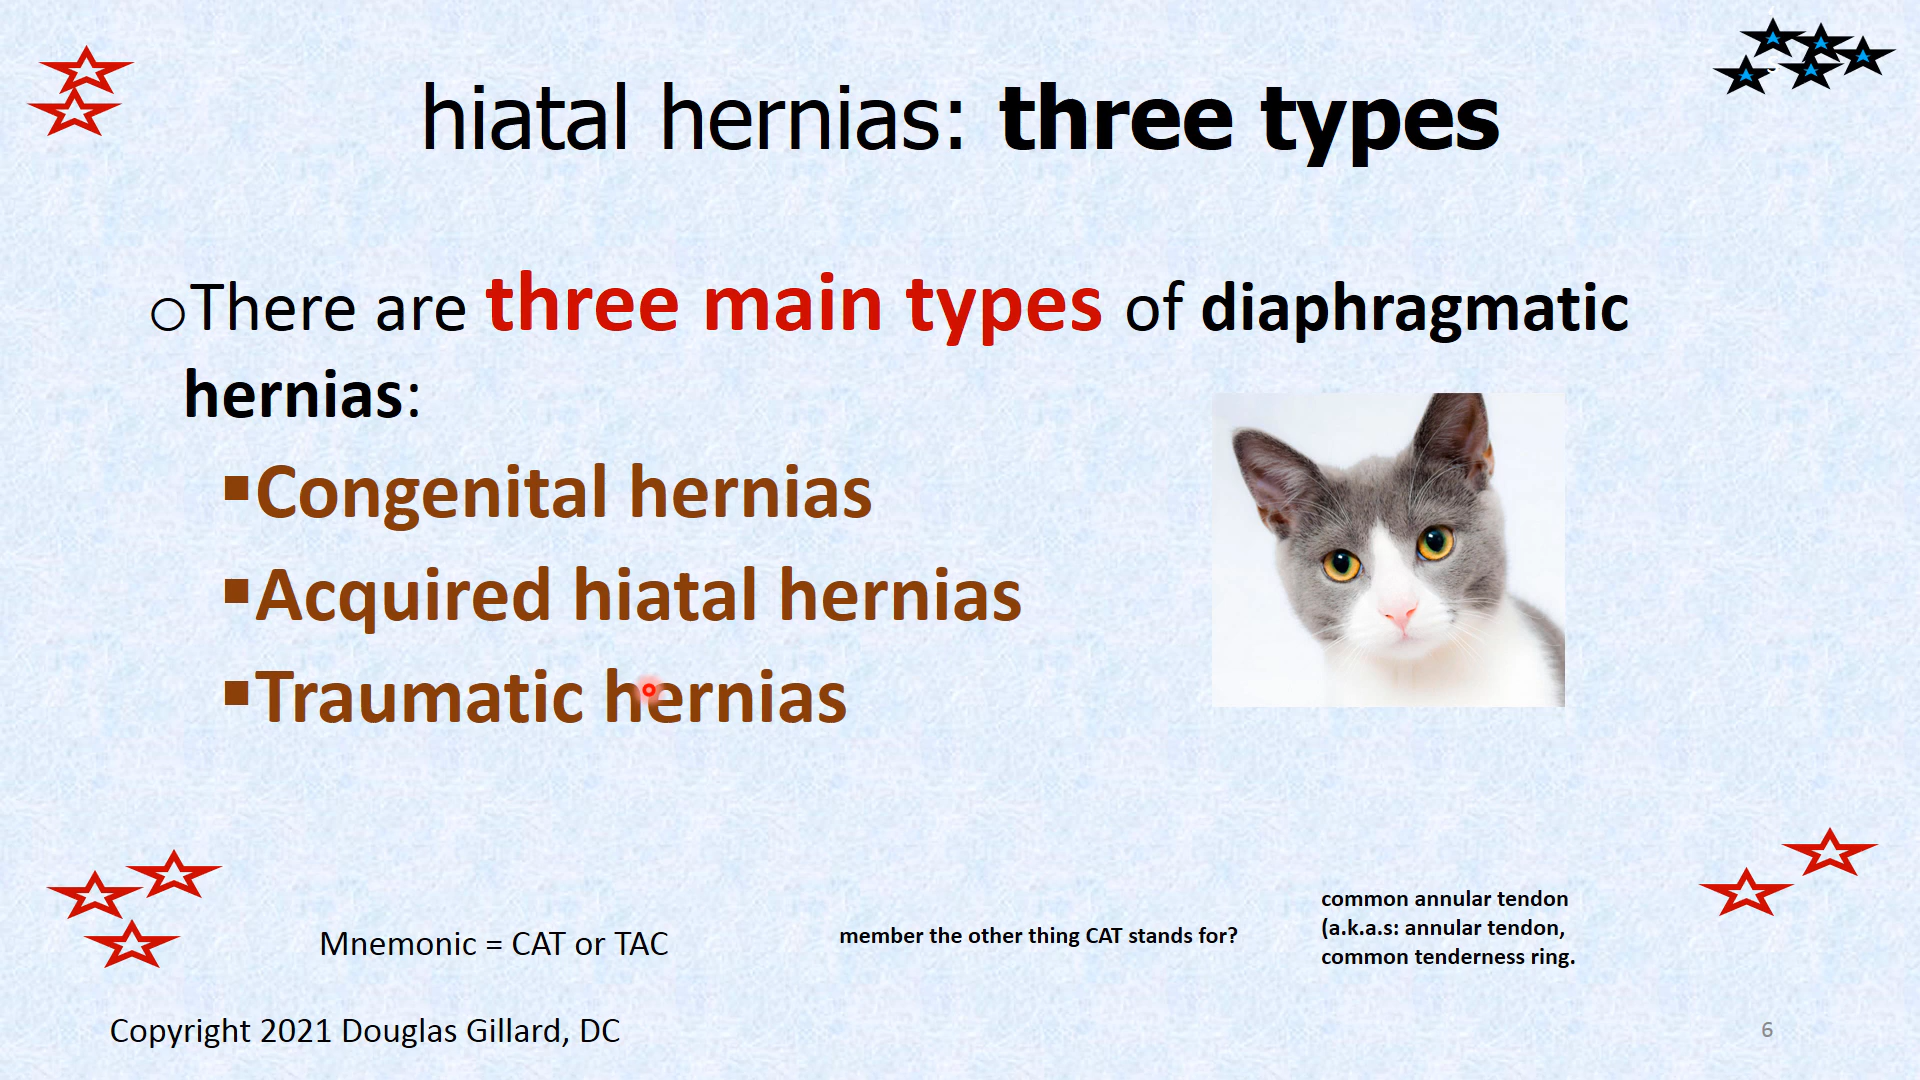 hiatal hernias: three types
○There are three main types of diaphragmatic
hernias:
▪Congenital hernias
▪Acquired hiatal hernias
▪Traumatic hernias
Mnemonic = CAT or TAC
member the other thing CAT stands for?
common annular tendon
(a.k.a.s: annular tendon,
common tenderness ring.
Copyright 2021 Douglas Gillard, DC
6